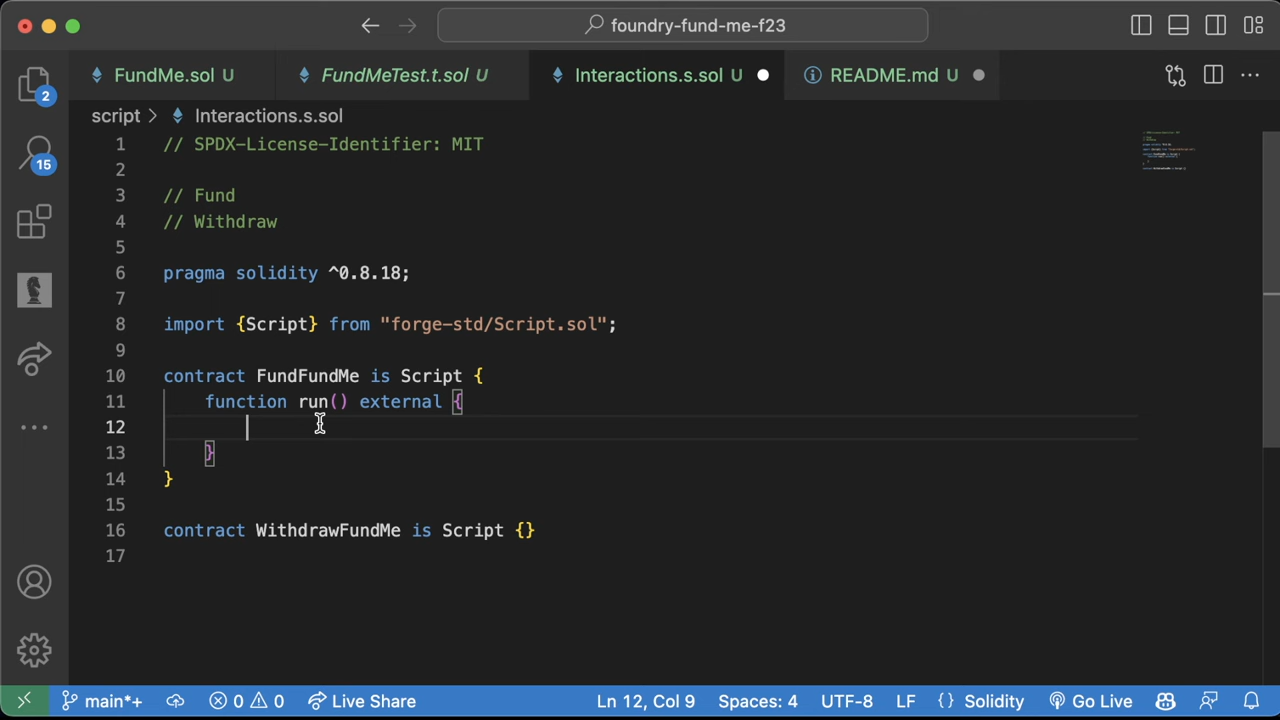 foundry-fund-me-f23
FundMe.sol U
FundMeTest.t.sol U
Interactions.s.sol U
README.md U
2
15
script > Interactions.s.sol
1 // SPDX-License-Identifier: MIT
2
3 // Fund
4 // Withdraw
5
6 pragma solidity ^0.8.18;
7
8 import {Script} from "forge-std/Script.sol";
9
10 contract FundFundMe is Script {
11 function run() external {
12
13 }
14 }
15
16 contract WithdrawFundMe is Script {}
17
main*+ 0 0 Live Share Ln 12, Col 9 Spaces: 4 UTF-8 LF {} Solidity Go Live